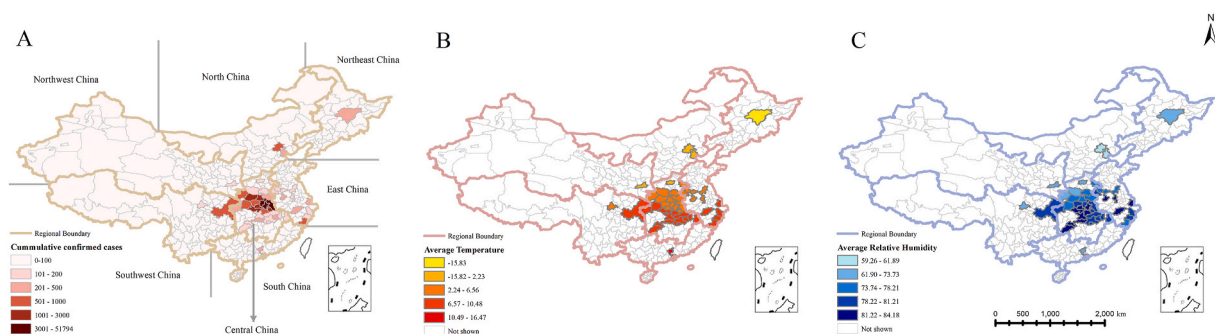 A
Northwest China
North China
Northeast China
East China
Regional Boundary
Cummulative confirmed cases
0-100
101 - 200
201 - 500
501 - 1000
1001 - 3000
3001 - 51794
Southwest China
South China
Central China
B
Regional Boundary
Average Temperature
-15.83
-15.82 - 2.23
2.24 - 6.56
6.57 - 10.48
10.49 - 16.47
Not shown
C
N
Regional Boundary
Average Relative Humidity
59.26 - 61.89
61.90 - 73.73
73.74 - 78.21
78.22 - 81.21
81.22 - 84.18
Not shown
0
500
1,000
2,000 km